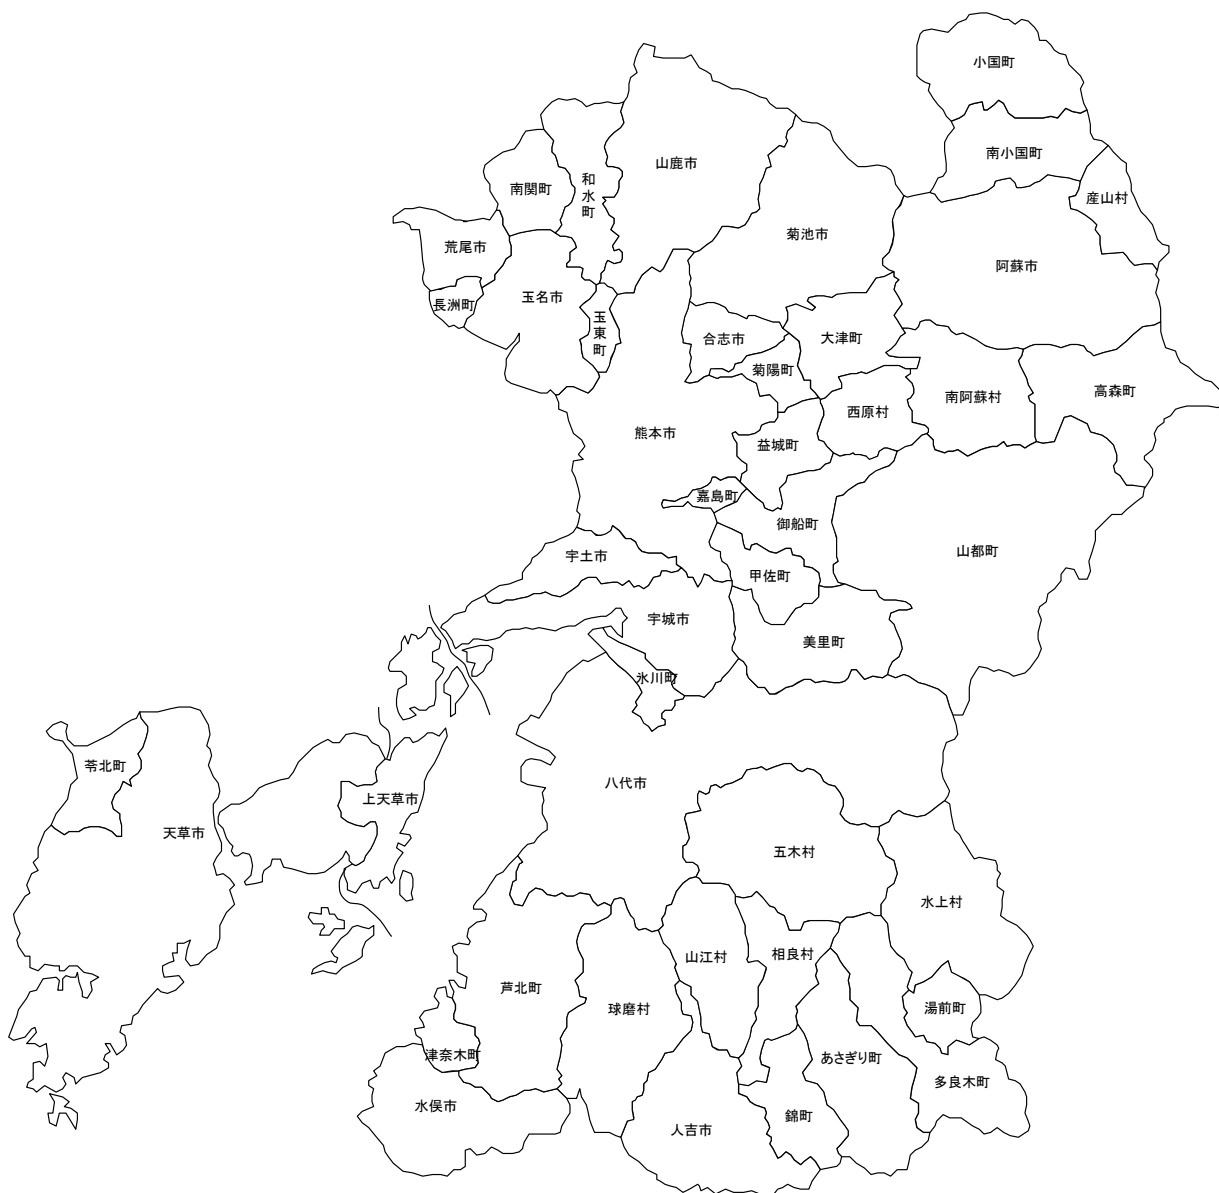 小国町
南小国町
山鹿市
和水町
南関町
産山村
菊池市
荒尾市
阿蘇市
玉名市
長洲町
玉東町
合志市
大津町
菊陽町
高森町
南阿蘇村
西原村
熊本市
益城町
嘉島町
御船町
山都町
宇土市
甲佐町
宇城市
美里町
氷川町
苓北町
八代市
上天草市
天草市
五木村
水上村
相良村
山江村
芦北町
球磨村
湯前町
津奈木町
あさぎり町
多良木町
水俣市
錦町
人吉市